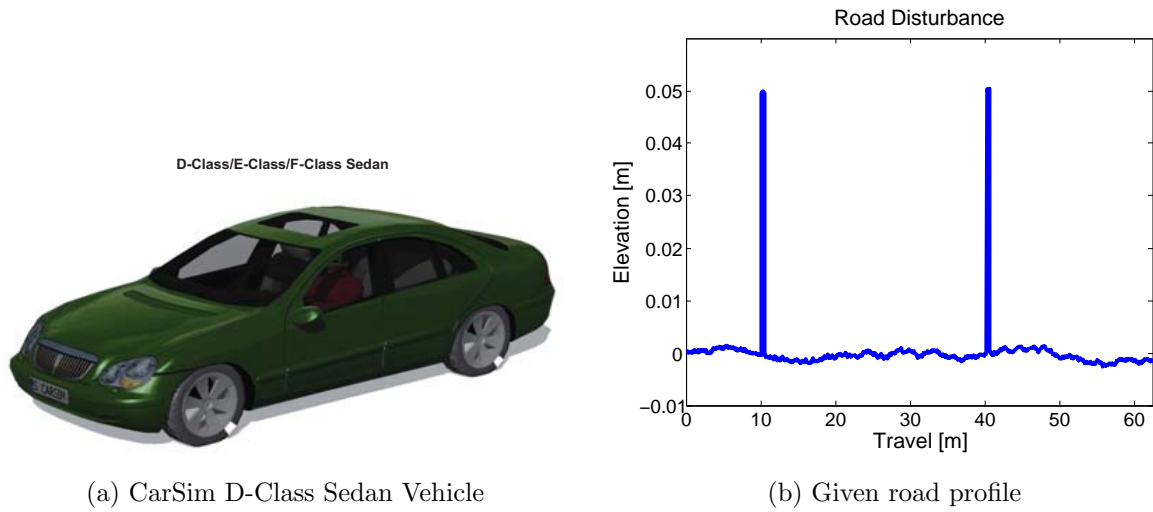 Road Disturbance
D-Class/E-Class/F-Class Sedan
CARSIM
Elevation [m]
0.05
0.04
0.03
0.02
0.01
0
−0.01
0 10 20 30 40 50 60
Travel [m]
(a) CarSim D-Class Sedan Vehicle
(b) Given road profile